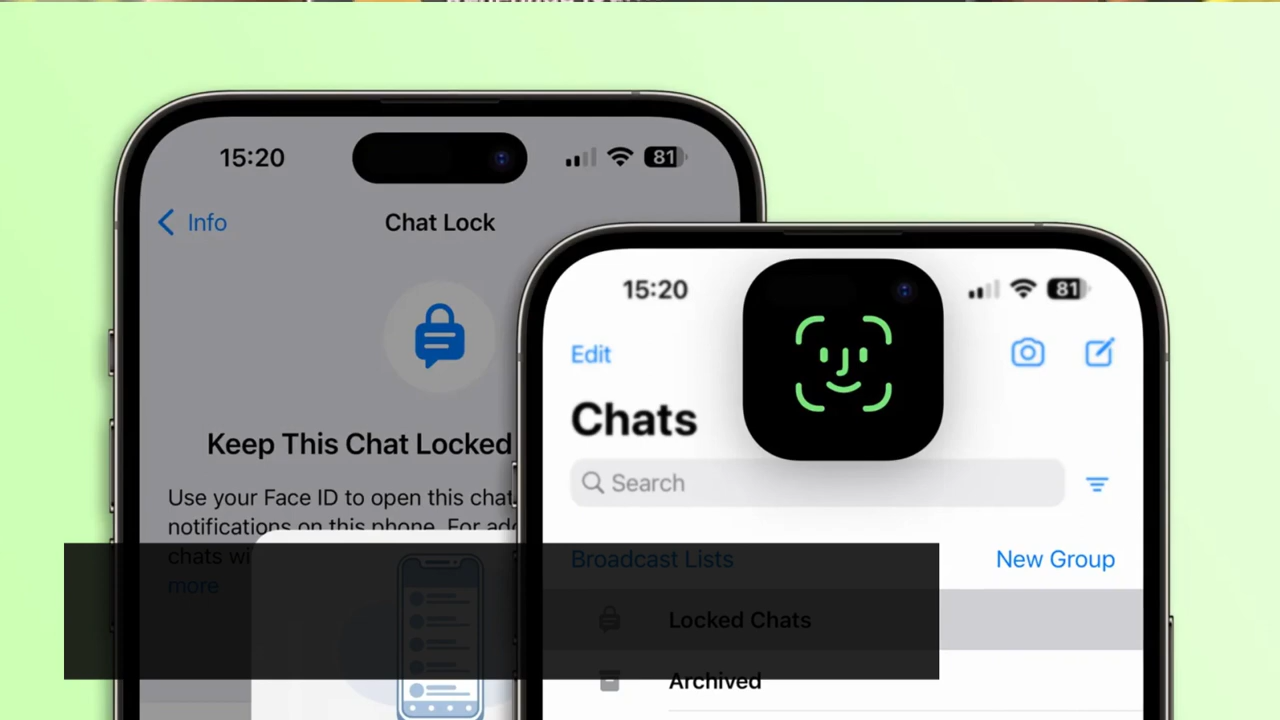 15:20
81
Info
Chat Lock
Keep This Chat Locked
Use your Face ID to open this chat
notifications on this phone. For
chats
more
15:20
81
Edit
Chats
Search
Broadcast Lists
New Group
Locked Chats
Archived